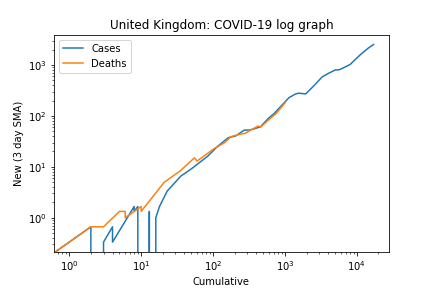 United Kingdom: COVID-19 log graph
Cases
Deaths
New (3 day SMA)
10³
10²
10¹
10⁰
10⁰ 10¹ 10² 10³ 10⁴
Cumulative